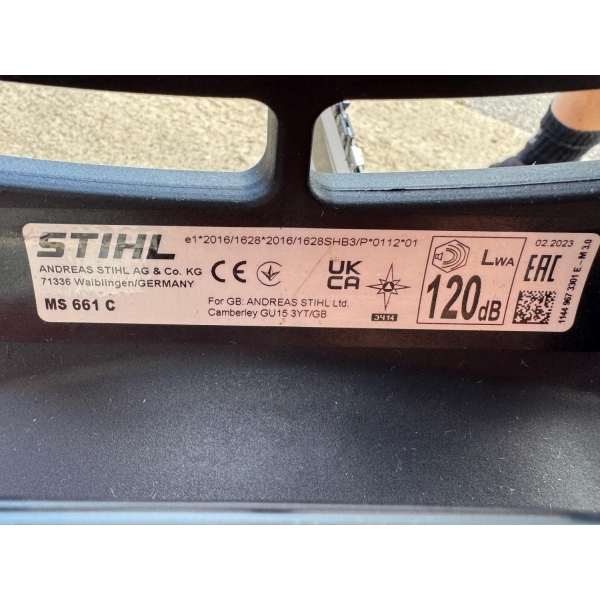 STIHL
e1*2016/1628*2016/1628SHB3/P*0112*01
ANDREAS STIHL AG & Co. KG
71336 Waiblingen/GERMANY
MS 661 C
CE
UK
CA
For GB: ANDREAS STIHL Ltd.
Camberley GU15 3YT/GB
LWA
120dB
02.2023
EAC
1144 967 3301 E - M 3.0